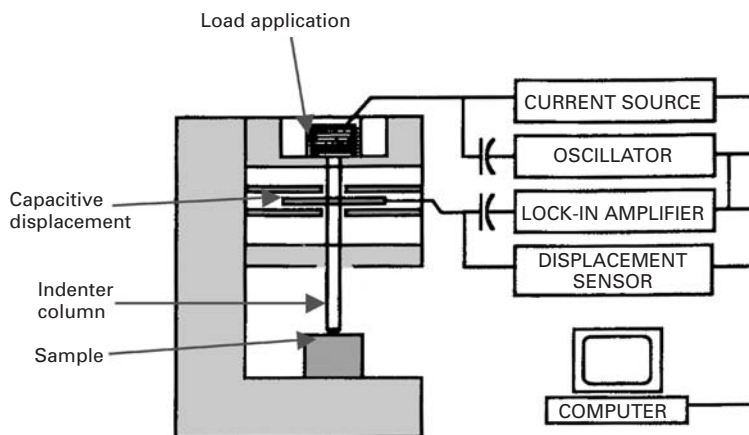 Load application
CURRENT SOURCE
OSCILLATOR
Capacitive
displacement
LOCK-IN AMPLIFIER
DISPLACEMENT
SENSOR
Indenter
column
Sample
COMPUTER